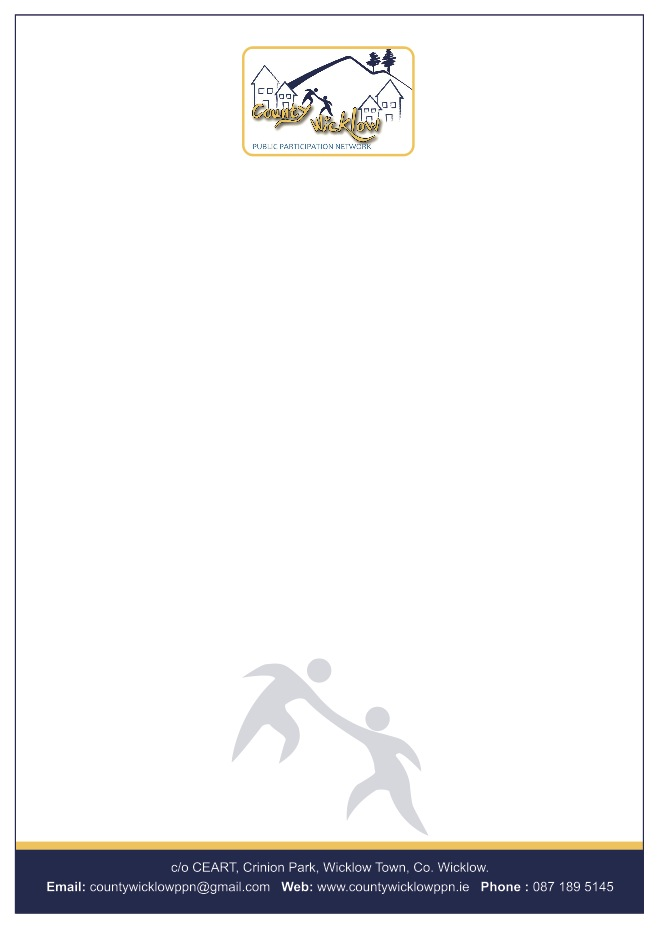 County Wicklow
PUBLIC PARTICIPATION NETWORK
c/o CEART, Crinion Park, Wicklow Town, Co. Wicklow.
Email: countywicklowppn@gmail.com Web: www.countywicklowppn.ie Phone : 087 189 5145